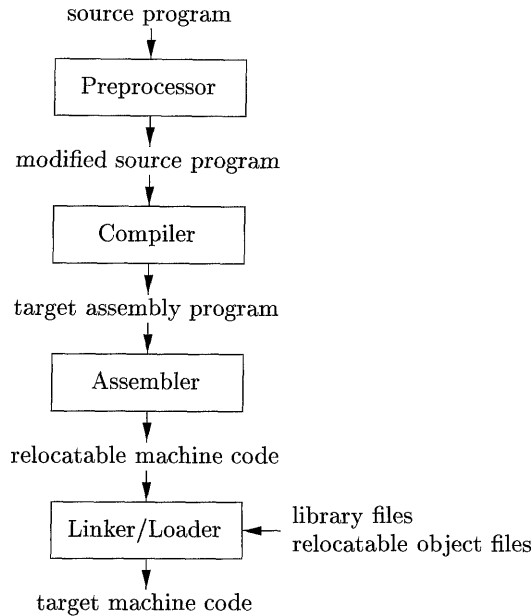 source program
Preprocessor
modified source program
Compiler
target assembly program
Assembler
relocatable machine code
Linker/Loader
library files
relocatable object files
target machine code